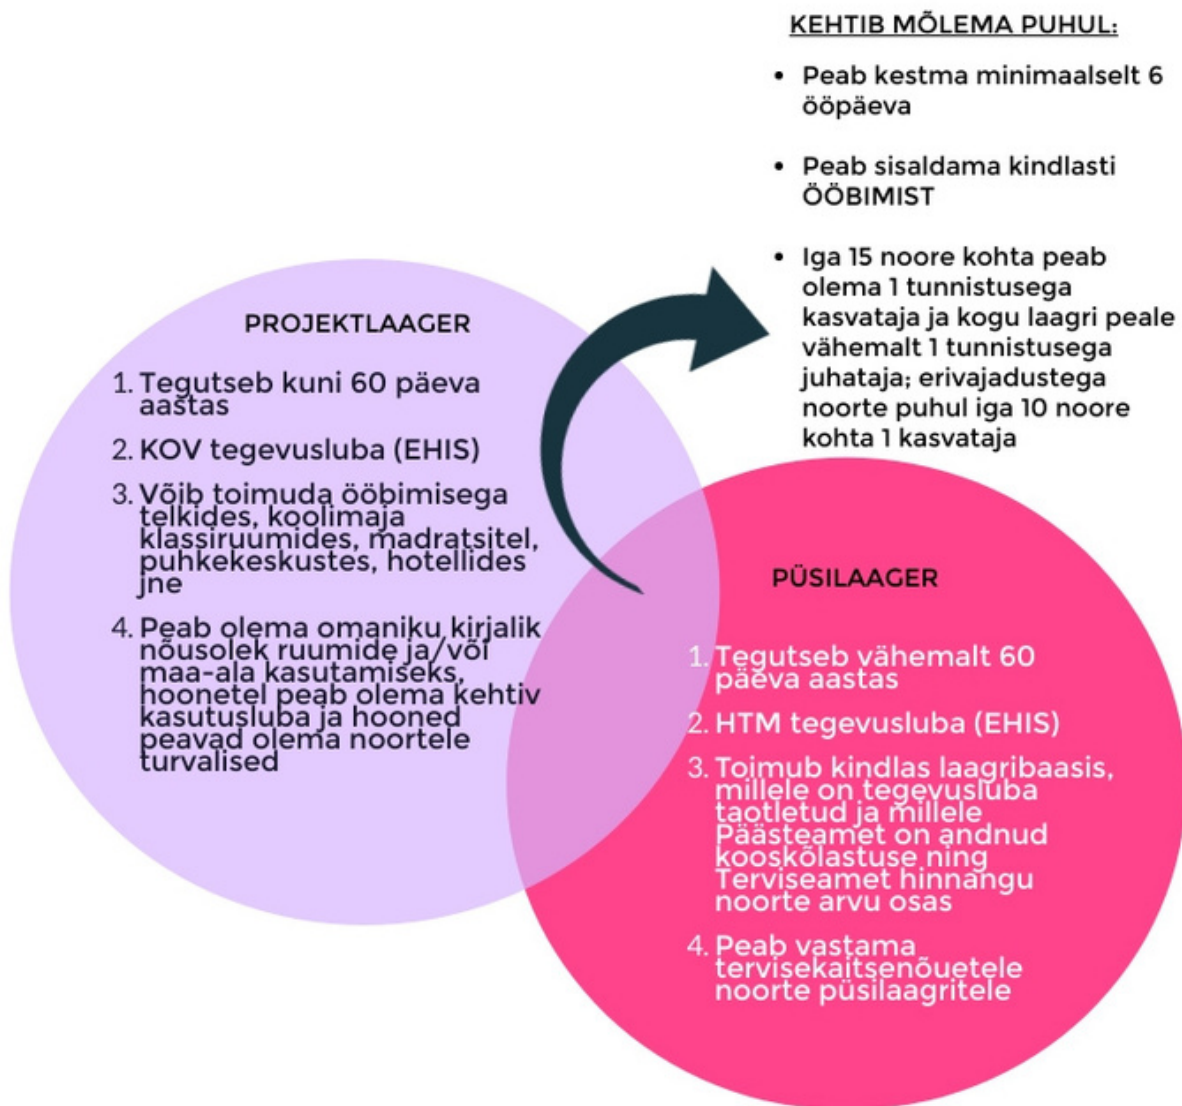 KEHTIB MÕLEMA PUHUL:
• Peab kestma minimaalselt 6
ööpäeva
• Peab sisaldama kindlasti
ÖÖBIMIST
• Iga 15 noore kohta peab
olema 1 tunnistusega
kasvataja ja kogu laagri peale
vähemalt 1 tunnistusega
juhataja; erivajadustega
noorte puhul iga 10 noore
kohta 1 kasvataja
PROJEKTLAAGER
1. Tegutseb kuni 60 päeva
aastas
2. KOV tegevusluba (EHIS)
3. Võib toimuda ööbimisega
telkides, koolimaja
klassiruumides, madratsitel,
puhkekeskustes, hotellides
jne
4. Peab olema omaniku kirjalik
nõusolek ruumide ja/või
maa-ala kasutamiseks,
hoonetel peab olema kehtiv
kasutusluba ja hooned
peavad olema noortele
turvalised
PÜSILAAGER
1. Tegutseb vähemalt 60
päeva aastas
2. HTM tegevusluba (EHIS)
3. Toimub kindlas laagribaasis,
millele on tegevusluba
taotletud ja millele
Päästeamet on andnud
kooskõlastuse ning
Terviseamet hinnangu
noorte arvu osas
4. Peab vastama
tervisekaitsenõuetele
noorte püsilaagritele